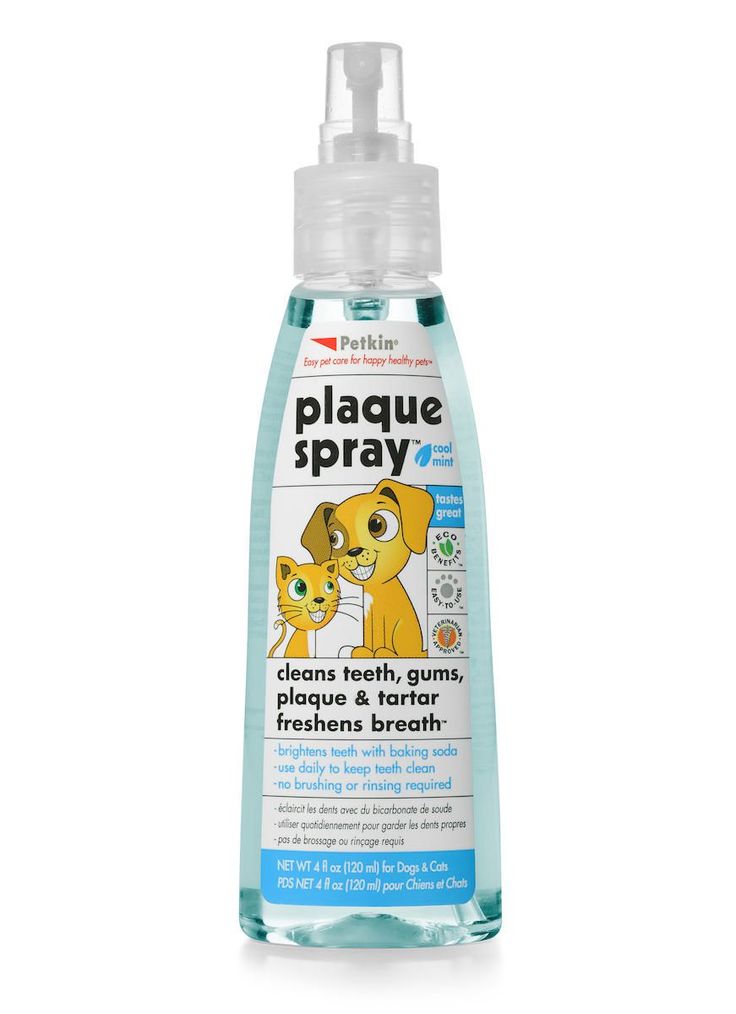 Petkin®
Easy pet care for happy healthy pets™
plaque
spray™
cool
mint
tastes
great
ECO
BENEFITS
EASY-TO-USE
VETERINARIAN
APPROVED
cleans teeth, gums,
plaque & tartar
freshens breath™
-brightens teeth with baking soda
-use daily to keep teeth clean
-no brushing or rinsing required
- éclaircit les dents avec du bicarbonate de soude
- utiliser quotidiennement pour garder les dents propres
- pas de brossage ou rinçage requis
NET WT 4 fl oz (120 ml) for Dogs & Cats
PDS NET 4 fl oz (120 ml) pour Chiens et Chats